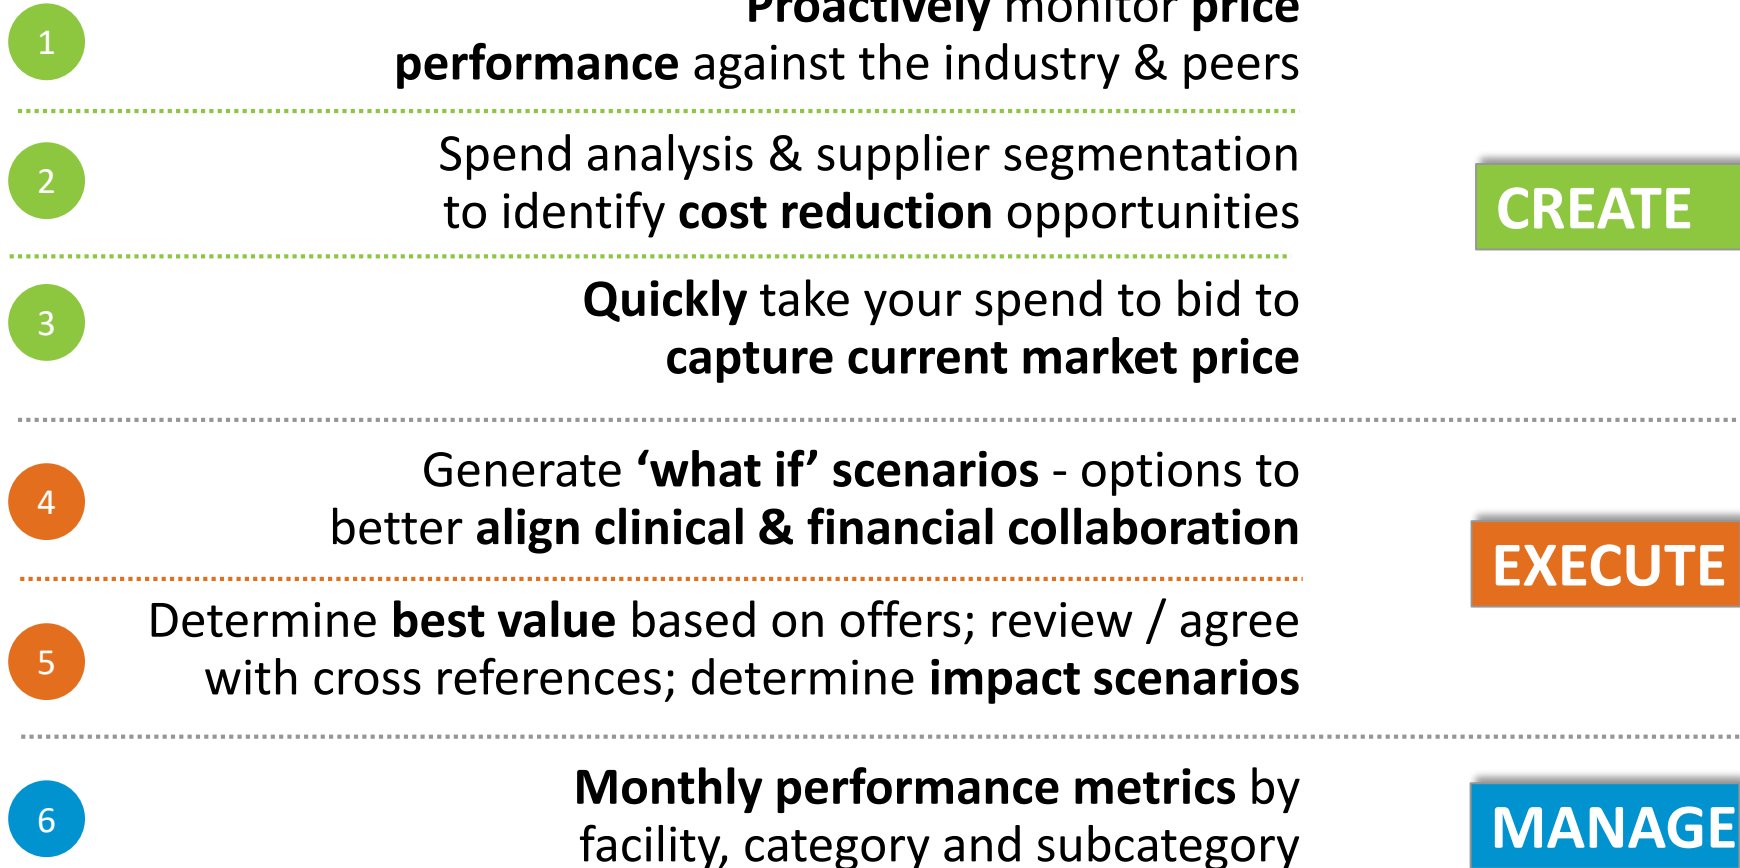 1
Proactively monitor price
performance against the industry & peers
2
Spend analysis & supplier segmentation
to identify cost reduction opportunities
CREATE
3
Quickly take your spend to bid to
capture current market price
4
Generate ‘what if’ scenarios - options to
better align clinical & financial collaboration
EXECUTE
5
Determine best value based on offers; review / agree
with cross references; determine impact scenarios
6
Monthly performance metrics by
facility, category and subcategory
MANAGE